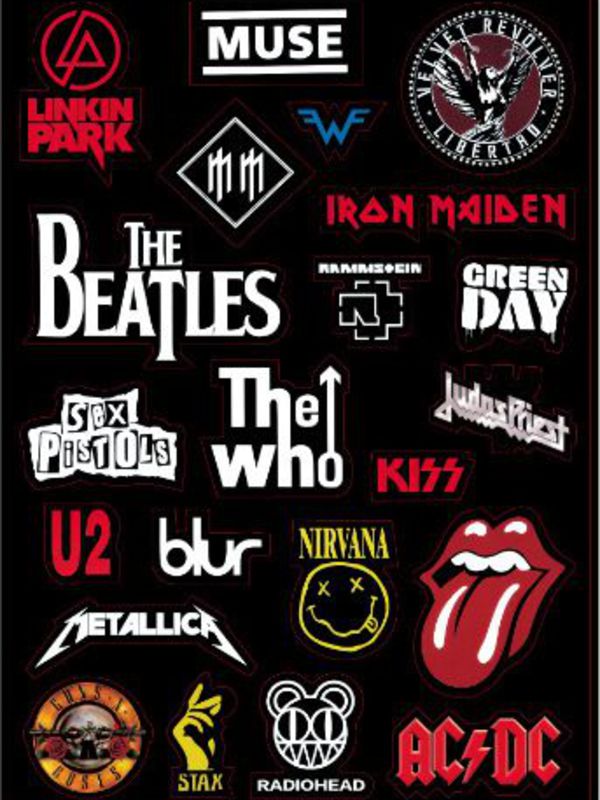 MUSE
VELVET REVOLVER
LIBERTAD
LINKIN
PARK
W
IRON MAIDEN
THE
BEATLES
RAMMSTEIN
GREEN
DAY
SEX
PISTOLS
The
who
Judas Priest
KISS
U2
blur
NIRVANA
METALLICA
GUNS N'
ROSES
STAX
RADIOHEAD
AC DC